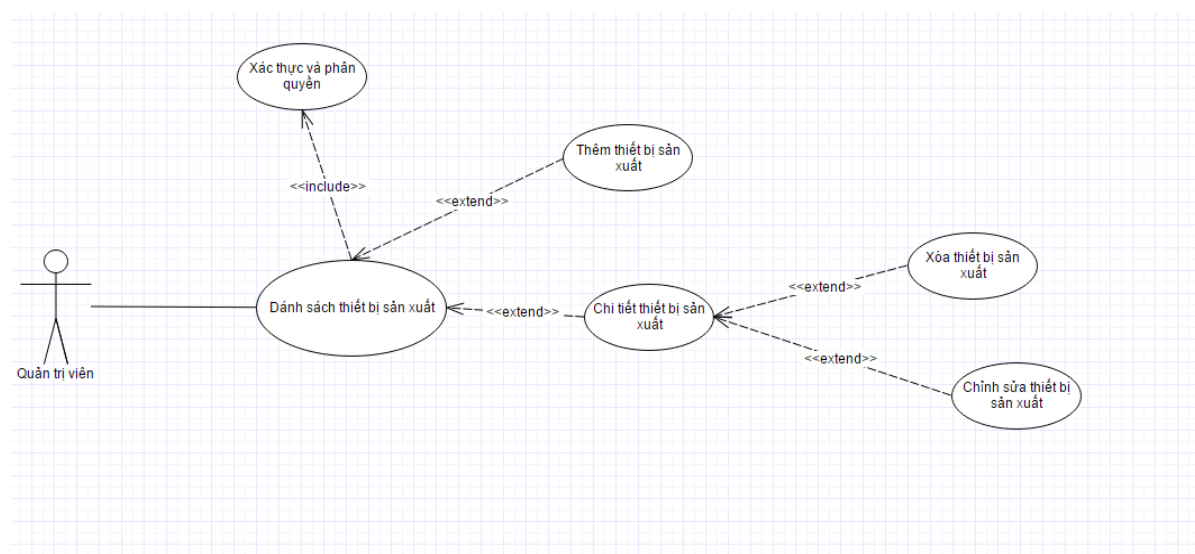 Xác thực và phân
quyền
Thêm thiết bị sản
xuất
<<include>>
<<extend>>
Xóa thiết bị sản
xuất
<<extend>>
Dánh sách thiết bị sản xuất
<<extend>>
Chi tiết thiết bị sản
xuất
<<extend>>
Quản trị viên
Chỉnh sửa thiết bị
sản xuất